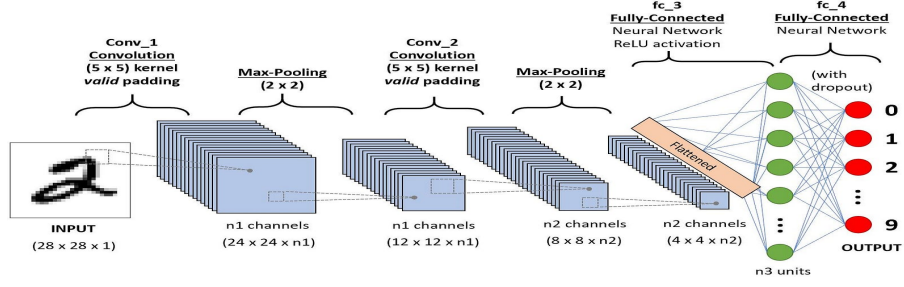 fc_3
Fully-Connected
Neural Network
ReLU activation
fc_4
Fully-Connected
Neural Network
Conv_1
Convolution
(5 x 5) kernel
valid padding
Max-Pooling
(2 x 2)
Conv_2
Convolution
(5 x 5) kernel
valid padding
Max-Pooling
(2 x 2)
(with
dropout)
Flattened
2
0
1
2
9
INPUT
(28 x 28 x 1)
n1 channels
(24 x 24 x n1)
n1 channels
(12 x 12 x n1)
n2 channels
(8 x 8 x n2)
n2 channels
(4 x 4 x n2)
OUTPUT
n3 units